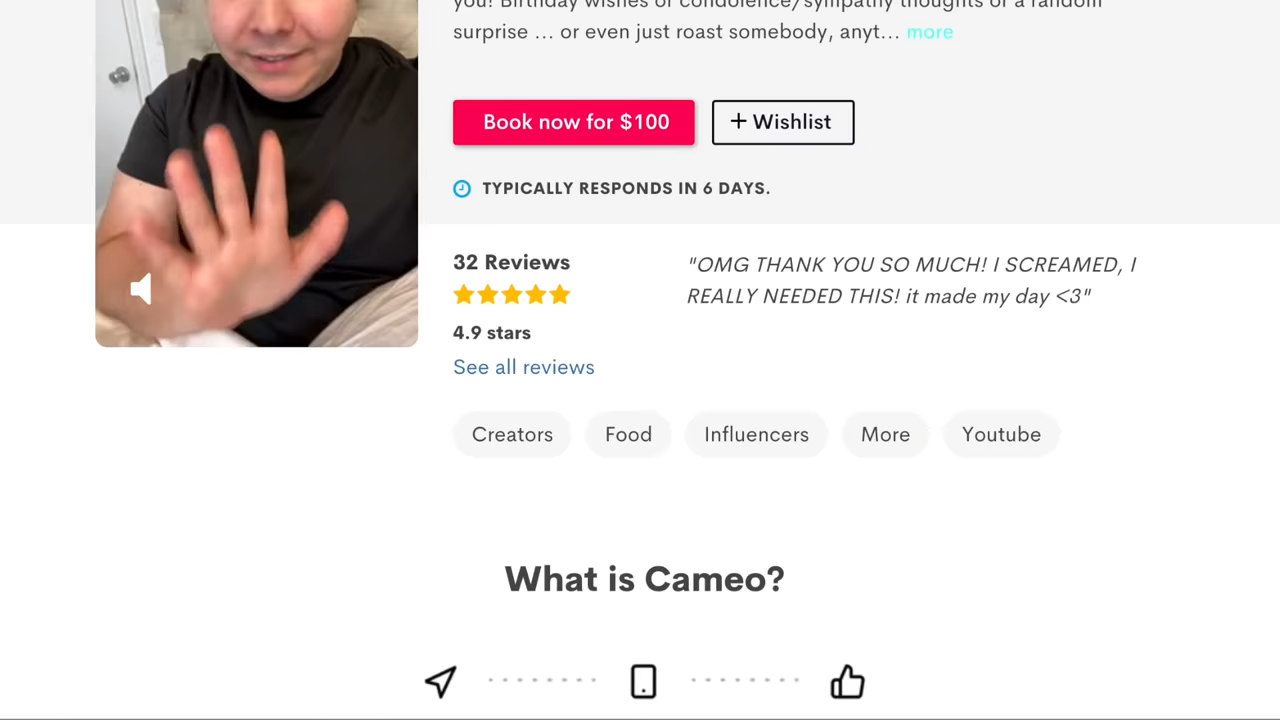 you! Birthday wishes or condolence/sympathy thoughts or a random
surprise ... or even just roast somebody, anyt... more
Book now for $100
+ Wishlist
TYPICALLY RESPONDS IN 6 DAYS.
32 Reviews
4.9 stars
See all reviews
"OMG THANK YOU SO MUCH! I SCREAMED, I
REALLY NEEDED THIS! it made my day <3"
Creators
Food
Influencers
More
Youtube
What is Cameo?